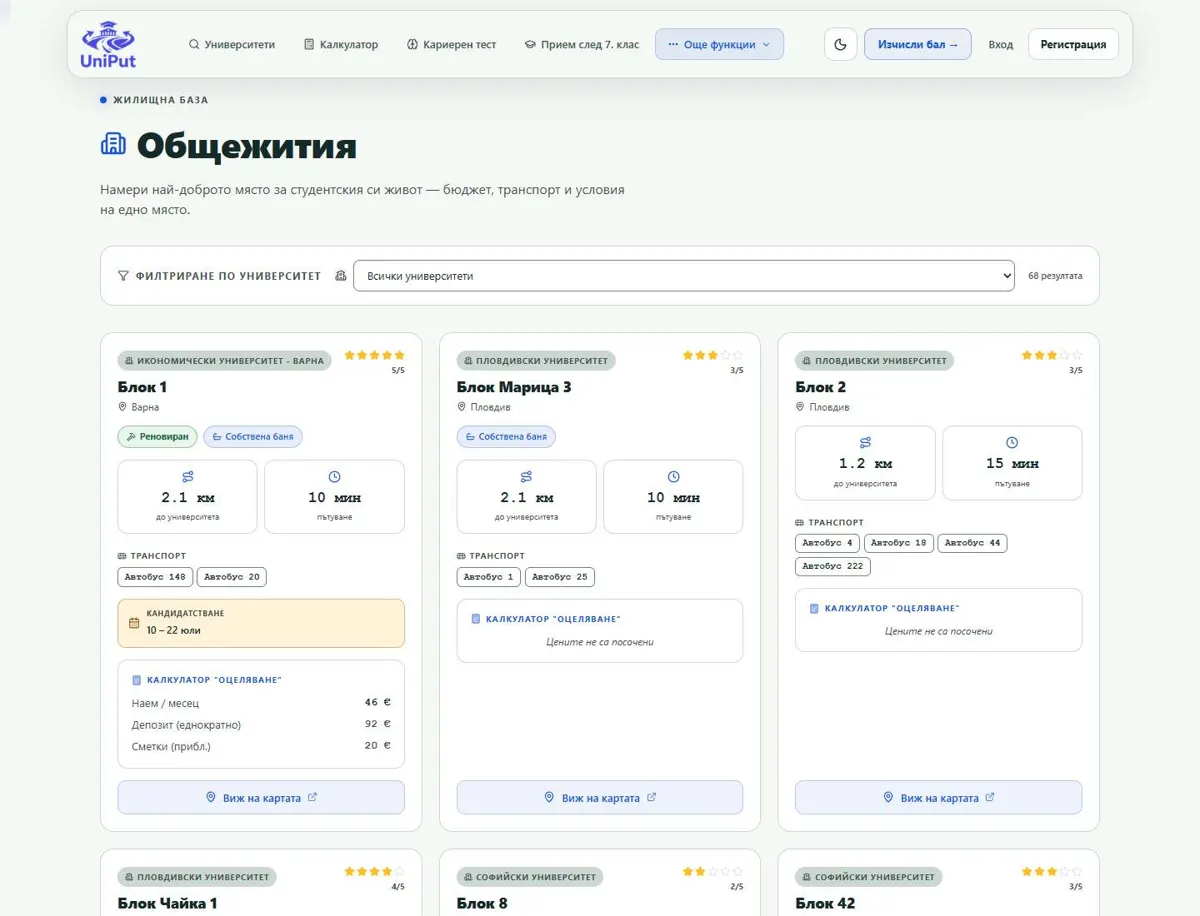 UniPut
Университети
Калкулатор
Кариерен тест
Прием след 7. клас
Още функции
Изчисли бал →
Вход
Регистрация
ЖИЛИЩНА БАЗА
Общежития
Намери най-доброто място за студентския си живот — бюджет, транспорт и условия
на едно място.
ФИЛТРИРАНЕ ПО УНИВЕРСИТЕТ
Всички университети
68 резултата
ИКОНОМИЧЕСКИ УНИВЕРСИТЕТ - ВАРНА
5/5
Блок 1
Варна
Реновиран
Собствена баня
2.1 км
до университета
10 мин
пътуване
ТРАНСПОРТ
Автобус 148
Автобус 20
КАНДИДАТСТВАНЕ
10 – 22 юли
КАЛКУЛАТОР "ОЦЕЛЯВАНЕ"
Наем / месец 46 €
Депозит (еднократно) 92 €
Сметки (прибл.) 20 €
Виж на картата
ПЛОВДИВСКИ УНИВЕРСИТЕТ
3/5
Блок Марица 3
Пловдив
Собствена баня
2.1 км
до университета
10 мин
пътуване
ТРАНСПОРТ
Автобус 1
Автобус 25
КАЛКУЛАТОР "ОЦЕЛЯВАНЕ"
Цените не са посочени
Виж на картата
ПЛОВДИВСКИ УНИВЕРСИТЕТ
3/5
Блок 2
Пловдив
1.2 км
до университета
15 мин
пътуване
ТРАНСПОРТ
Автобус 4
Автобус 18
Автобус 44
Автобус 222
КАЛКУЛАТОР "ОЦЕЛЯВАНЕ"
Цените не са посочени
Виж на картата
ПЛОВДИВСКИ УНИВЕРСИТЕТ
4/5
Блок Чайка 1
СОФИЙСКИ УНИВЕРСИТЕТ
2/5
Блок 8
СОФИЙСКИ УНИВЕРСИТЕТ
3/5
Блок 42